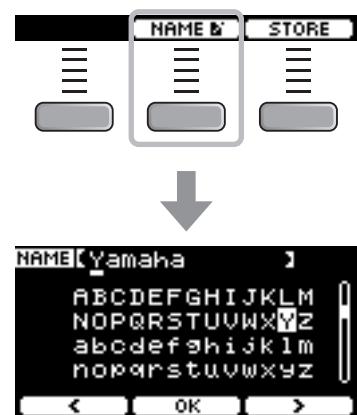 NAME STORE
NAME[Yamaha ]
ABCDEFGHIJKLM
NOPQRSTUVWXYZ
abcdefghijklm
nopqrstuvwxyz
< OK >